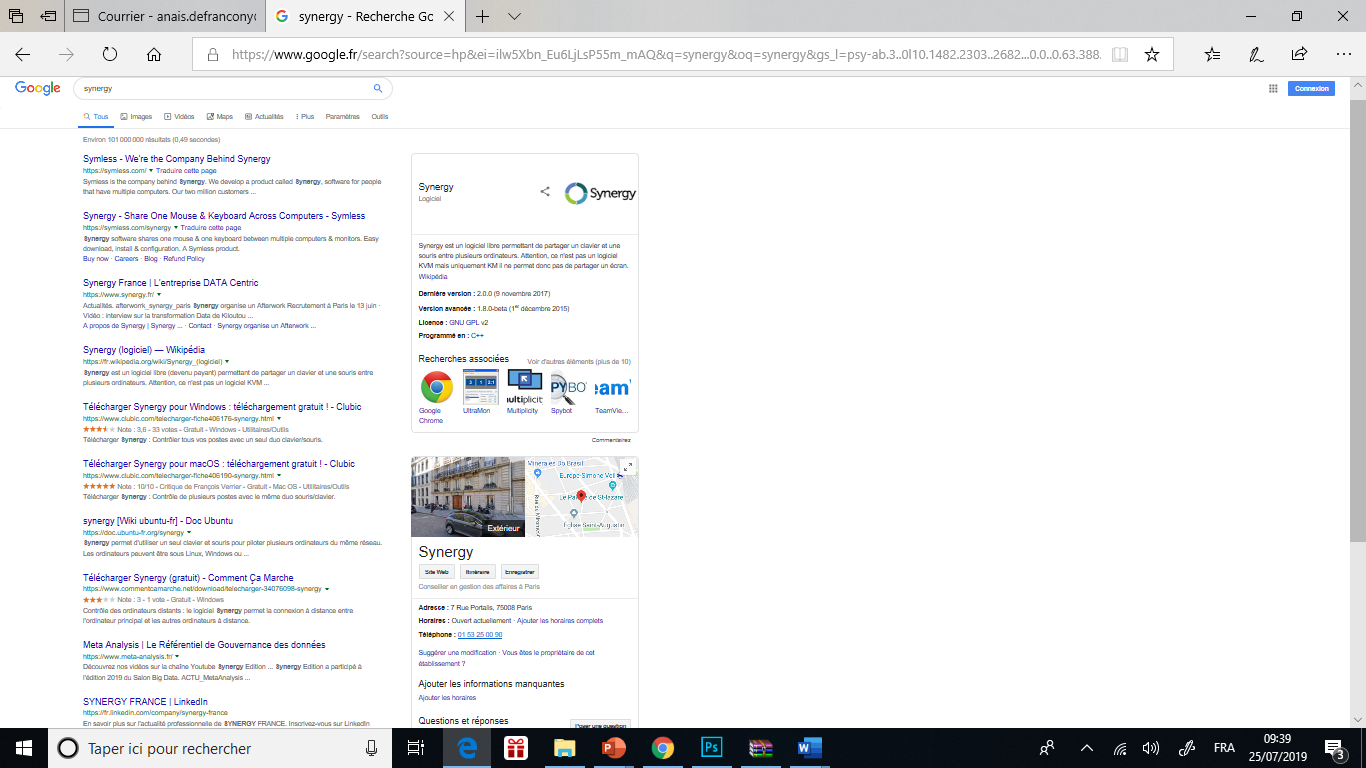 Courrier - anais.defranconyc
synergy - Recherche Go
https://www.google.fr/search?source=hp&ei=ilw5Xbn_Eu6LjLsP55m_mAQ&q=synergy&oq=synergy&gs_l=psy-ab.3..0l10.1482.2303..2682...0.0..0.63.388.
Google
synergy
Connexion
Tous Images Vidéos Maps Actualités Plus Paramètres Outils
Environ 101 000 000 résultats (0,49 secondes)
Symless - We're the Company Behind Synergy
https://symless.com/ Traduire cette page
Symless is the company behind Synergy. We develop a product called Synergy, software for people
that have multiple computers. Our two million customers ...
Synergy - Share One Mouse & Keyboard Across Computers - Symless
https://symless.com/synergy Traduire cette page
Synergy software shares one mouse & one keyboard between multiple computers & monitors. Easy
download, install & configuration. A Symless product.
Buy now · Careers · Blog · Refund Policy
Synergy France | L'entreprise DATA Centric
https://www.synergy.fr/
Actualités. afterworrk_synergy_paris Synergy organise un Afterwork Recrutement à Paris le 13 juin ·
Vidéo : interview sur la transformation Data de Kiloutou ...
A propos de Synergy | Synergy ... · Contact · Synergy organise un Afterwork ...
Synergy (logiciel) — Wikipédia
https://fr.wikipedia.org/wiki/Synergy_(logiciel)
Synergy est un logiciel libre (devenu payant) permettant de partager un clavier et une souris entre
plusieurs ordinateurs. Attention, ce n'est pas un logiciel KVM ...
Télécharger Synergy pour Windows : téléchargement gratuit ! - Clubic
https://www.clubic.com/telecharger-fiche406176-synergy.html
Note : 3,6 - 33 votes - Gratuit - Windows - Utilitaires/Outils
Télécharger Synergy : Contrôler tous vos postes avec un seul duo clavier/souris.
Télécharger Synergy pour macOS : téléchargement gratuit ! - Clubic
https://www.clubic.com/telecharger-fiche406190-synergy.html
Note : 10/10 - Critique de François Verrier - Gratuit - Mac OS - Utilitaires/Outils
Télécharger Synergy : Contrôle de plusieurs postes avec le même duo souris/clavier.
synergy [Wiki ubuntu-fr] - Doc Ubuntu
https://doc.ubuntu-fr.org/synergy
Synergy permet d'utiliser un seul clavier et souris pour piloter plusieurs ordinateurs du même réseau.
Les ordinateurs peuvent être sous Linux, Windows ou ...
Télécharger Synergy (gratuit) - Comment Ça Marche
https://www.commentcamarche.net/download/telecharger-34076098-synergy
Note : 3 - 1 vote - Gratuit - Windows
Contrôle des ordinateurs distants : le logiciel Synergy permet la connexion à distance entre
l'ordinateur principal et les autres ordinateurs à distance.
Meta Analysis | Le Référentiel de Gouvernance des données
https://www.meta-analysis.fr/
Découvrez nos vidéos sur la chaîne Youtube Synergy Edition ... Synergy Edition a participé à
l'édition 2019 du Salon Big Data. ACTU_MetaAnalysis ...
SYNERGY FRANCE | LinkedIn
https://fr.linkedin.com/company/synergy-france
En savoir plus sur l'actualité professionnelle de SYNERGY FRANCE. Inscrivez-vous sur LinkedIn
Synergy
Logiciel
Synergy
Synergy est un logiciel libre permettant de partager un clavier et une
souris entre plusieurs ordinateurs. Attention, ce n'est pas un logiciel
KVM mais uniquement KM il ne permet donc pas de partager un écran.
Wikipédia
Dernière version : 2.0.0 (9 novembre 2017)
Version avancée : 1.8.0-beta (1er décembre 2015)
Licence : GNU GPL v2
Programmé en : C++
Recherches associées Voir d'autres éléments (plus de 10)
ultiplicit
PYBO
eam
Google
Chrome
UltraMon
Multiplicity
Spybot
TeamVie...
Commentaires
Extérieur
Minerales Do Brasil
Europe-Simone Veil
Le Pa de St-lazare
Église Saint-Augustin
Synergy
Site Web Itinéraire Enregistrer
Conseiller en gestion des affaires à Paris
Adresse : 7 Rue Portalis, 75008 Paris
Horaires : Ouvert actuellement · Ajouter les horaires complets
Téléphone : 01 53 25 00 90
Suggérer une modification · Vous êtes le propriétaire de cet
établissement ?
Ajouter les informations manquantes
Ajouter les horaires
Questions et réponses
Poser une question
Taper ici pour rechercher
FRA
09:39
25/07/2019
3